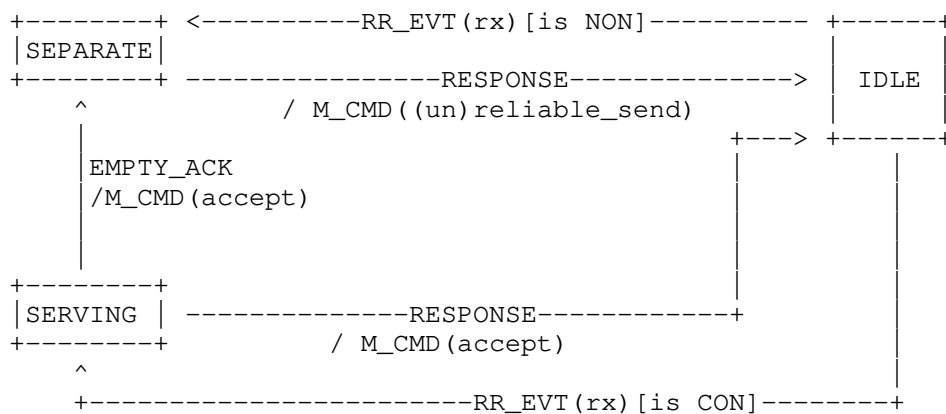 +--------+ <----------RR_EVT(rx)[is NON]---------- +------+
|SEPARATE| | |
+--------+ ----------------RESPONSE--------------> | IDLE |
^ / M_CMD((un)reliable_send) | |
| +---> +------+
|EMPTY_ACK | |
|/M_CMD(accept) | |
| | |
| | |
+--------+ | |
|SERVING | --------------RESPONSE------------+ |
+--------+ / M_CMD(accept) |
^ |
+-----------------------RR_EVT(rx)[is CON]--------+